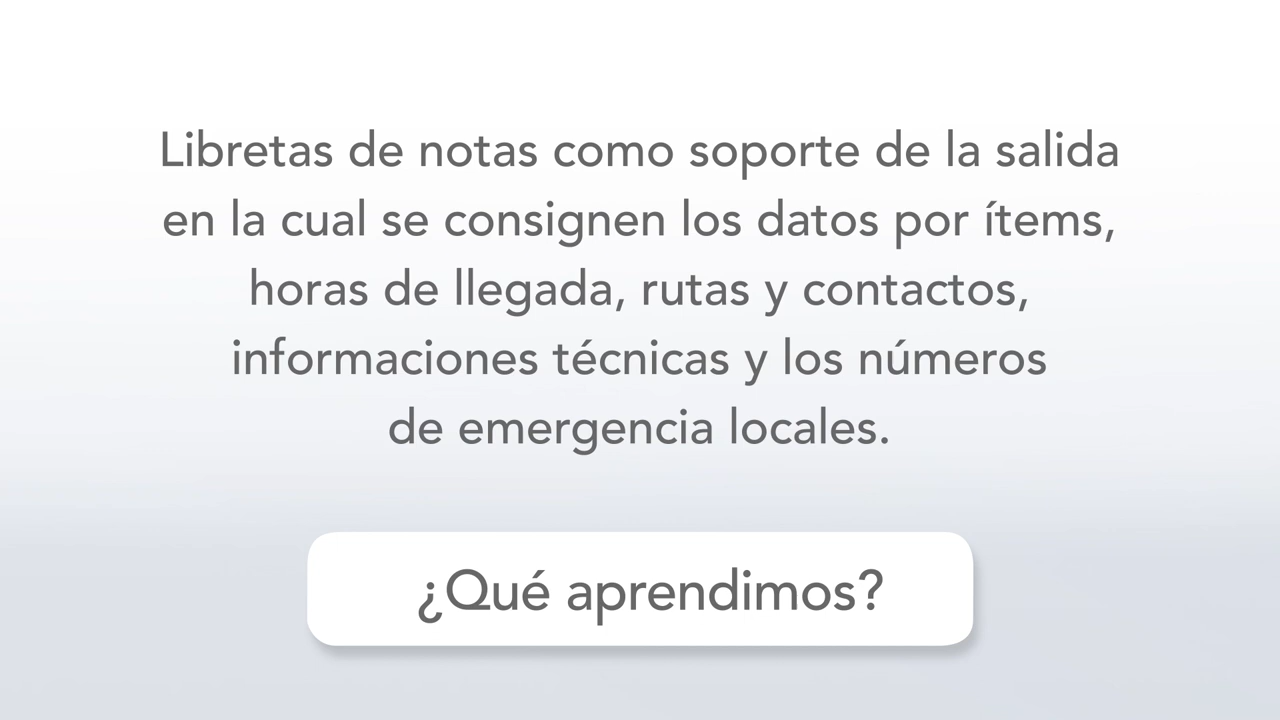 Libretas de notas como soporte de la salida
en la cual se consignen los datos por ítems,
horas de llegada, rutas y contactos,
informaciones técnicas y los números
de emergencia locales.
¿Qué aprendimos?